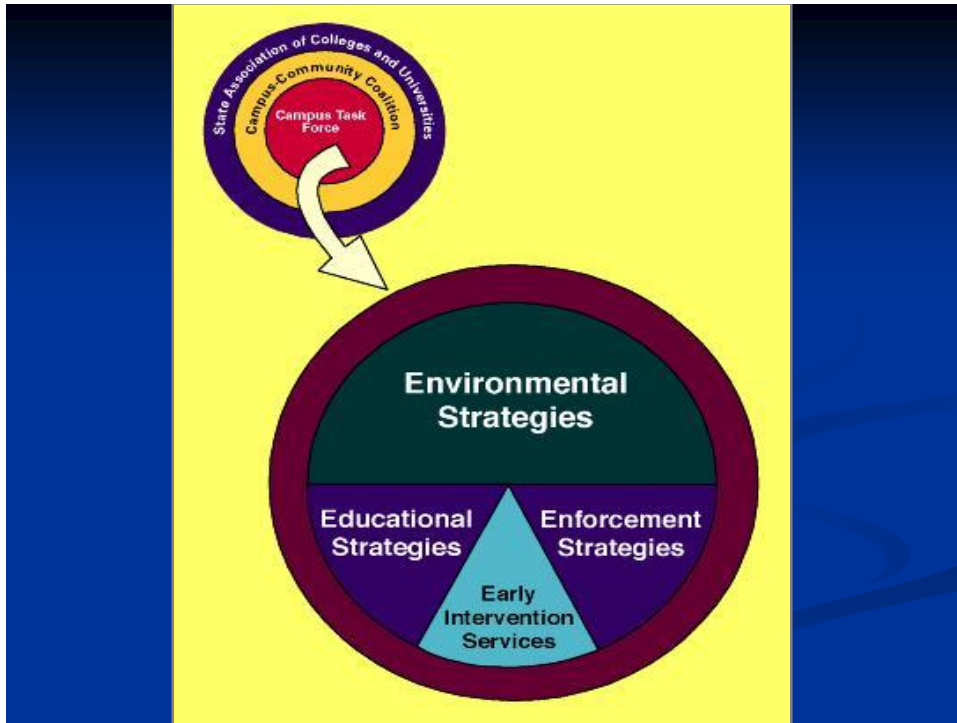 State Association of Colleges and Universities
Campus-Community Coalition
Campus Task
Force
Environmental
Strategies
Educational
Strategies
Enforcement
Strategies
Early
Intervention
Services